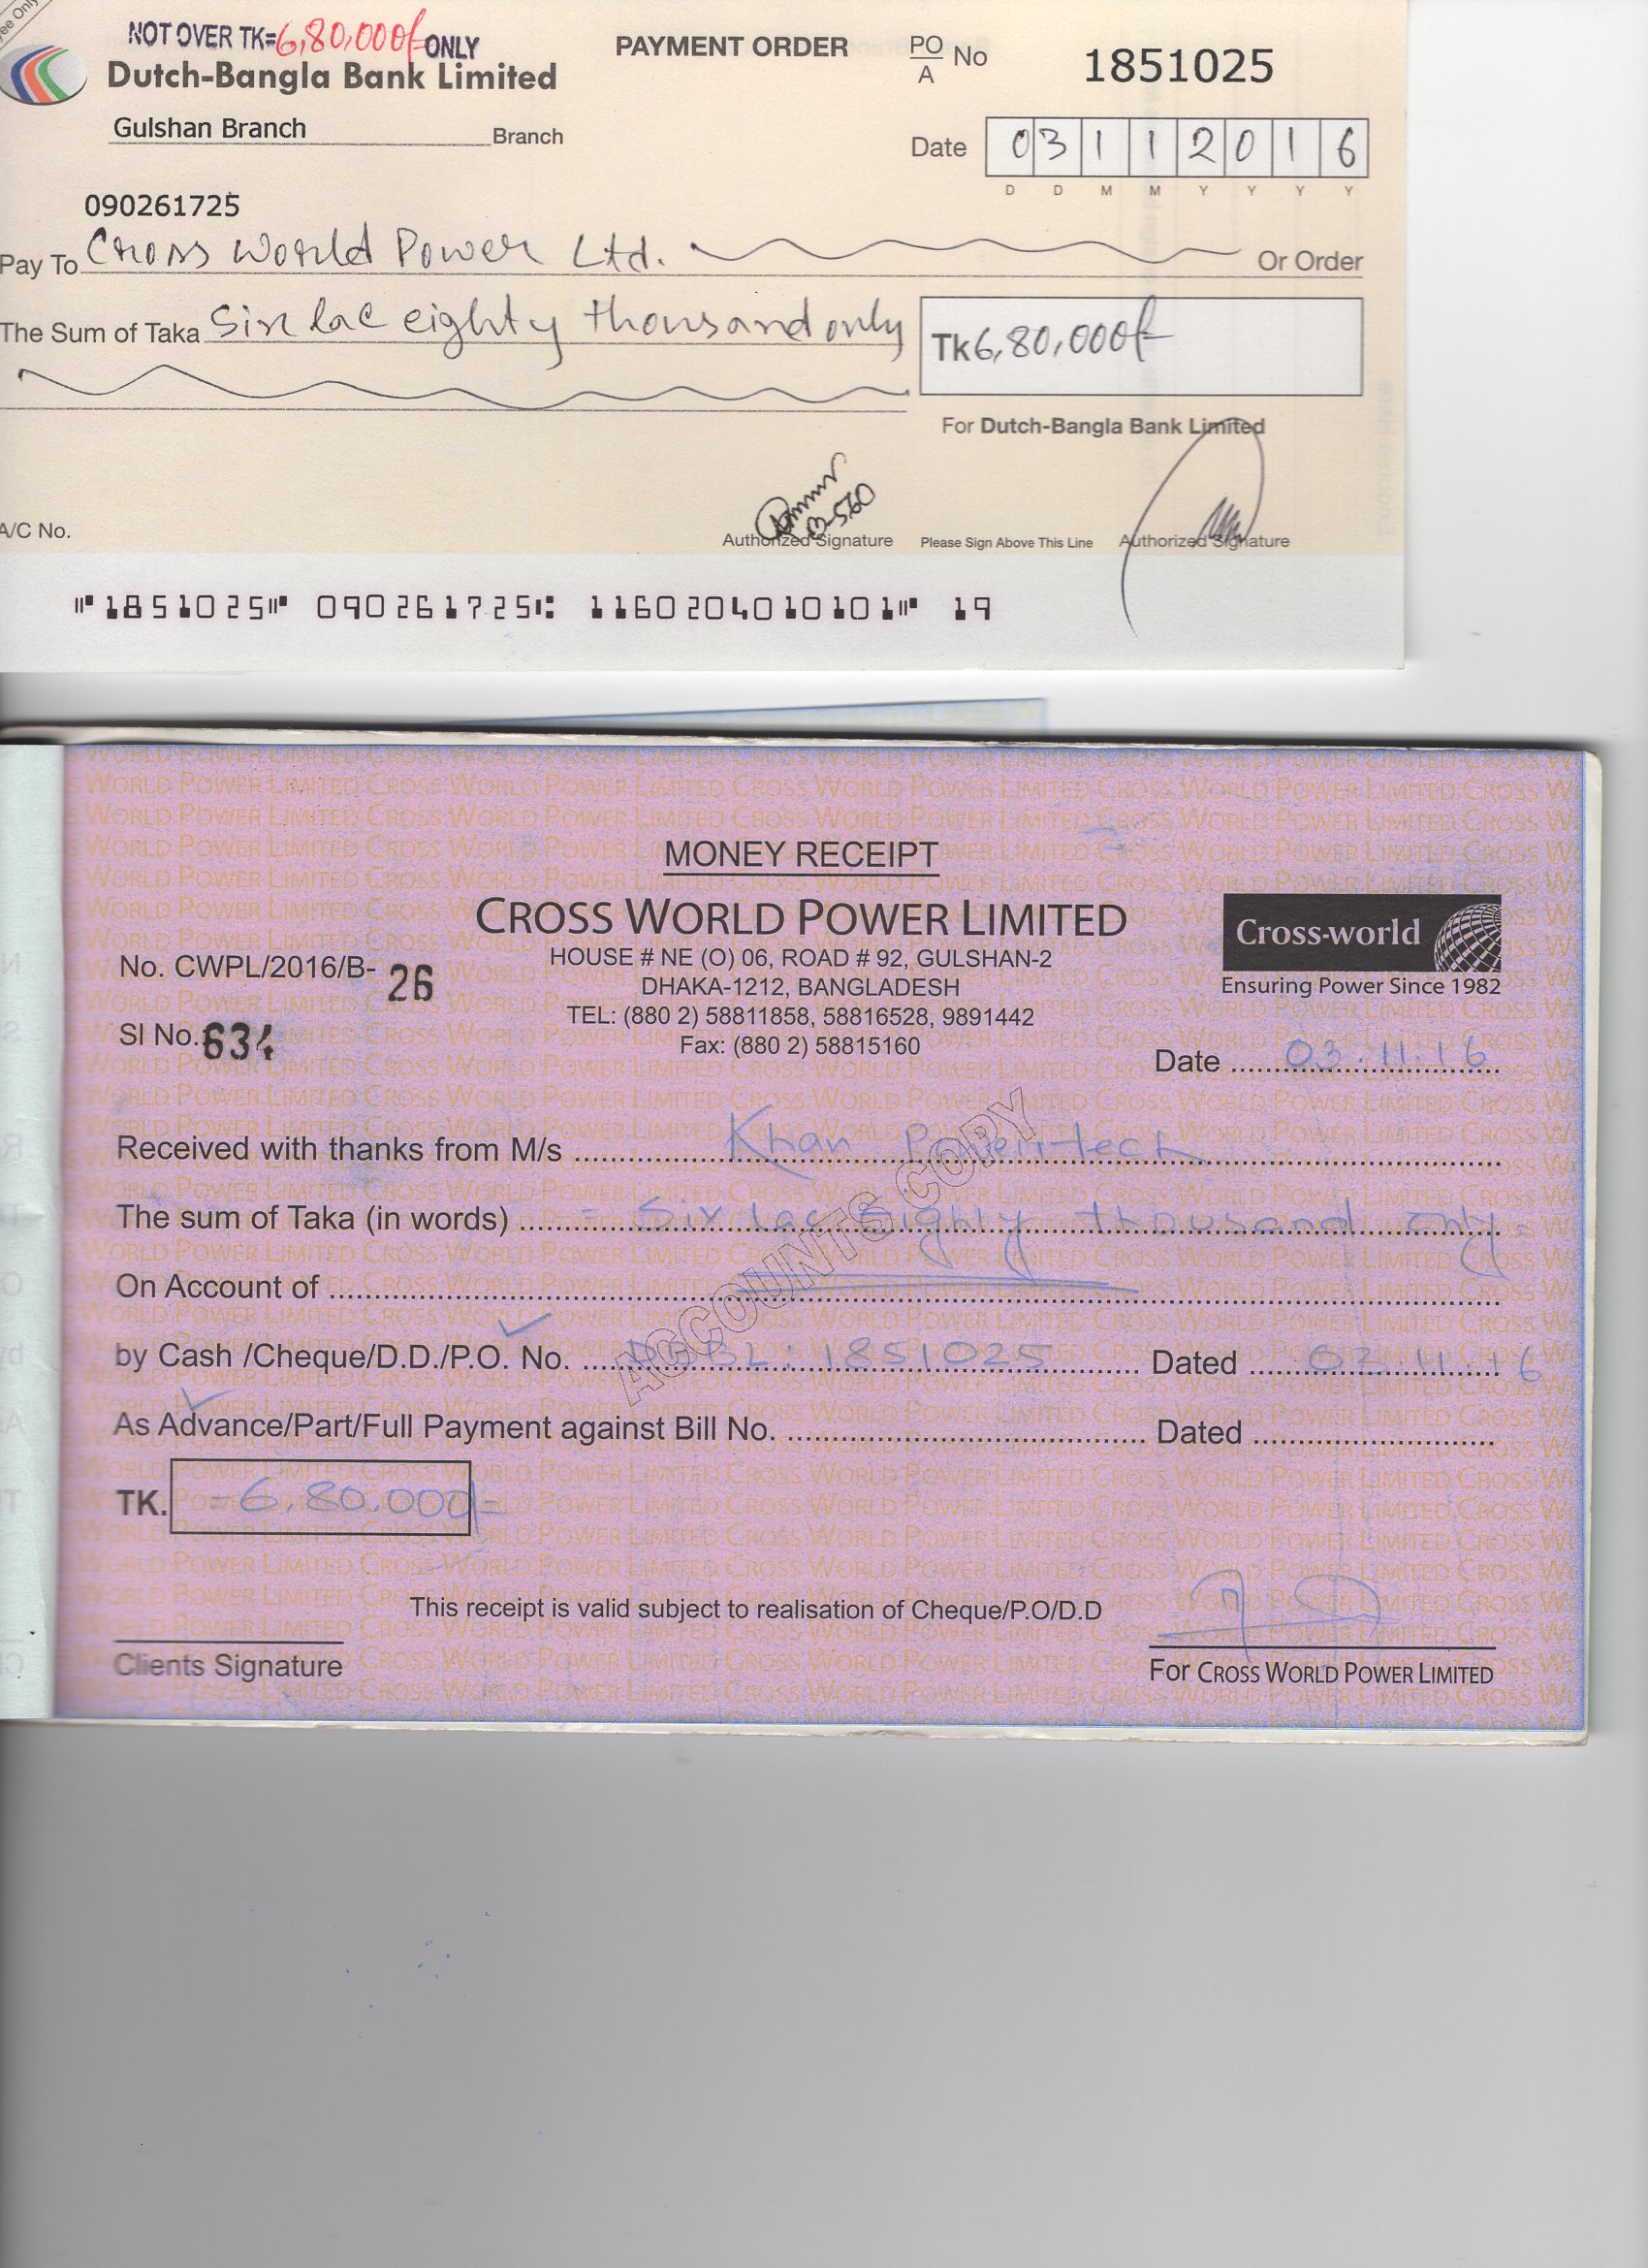 yee Only
NOT OVER TK=6,80,000/=ONLY
Dutch-Bangla Bank Limited
PAYMENT ORDER
PO/A No 1851025
Gulshan Branch Branch
Date 03112016
D D M M Y Y Y Y
090261725
Pay To Cross World Power Ltd. Or Order
The Sum of Taka Six lac eighty thousand only
Tk 6,80,000/-
For Dutch-Bangla Bank Limited
B-560
A/C No.
Authorized Signature Please Sign Above This Line Authorized Signature
⑈1851025⑈ 090261725⑆ 1160204010101⑈ 19
MONEY RECEIPT
CROSS WORLD POWER LIMITED
HOUSE # NE (O) 06, ROAD # 92, GULSHAN-2
DHAKA-1212, BANGLADESH
TEL: (880 2) 58811858, 58816528, 9891442
Fax: (880 2) 58815160
Cross-world
Ensuring Power Since 1982
No. CWPL/2016/B- 26
Sl No. 634
Date 03.11.16
Received with thanks from M/s Khan Power-tech
The sum of Taka (in words) = Six lac eighty thousand only.
On Account of
by Cash /Cheque/D.D./P.O. No. DBBL: 1851025 Dated 03.11.16
As Advance/Part/Full Payment against Bill No. Dated
TK. =6,80,000/=
ACCOUNTS COPY
This receipt is valid subject to realisation of Cheque/P.O/D.D
Clients Signature
For CROSS WORLD POWER LIMITED